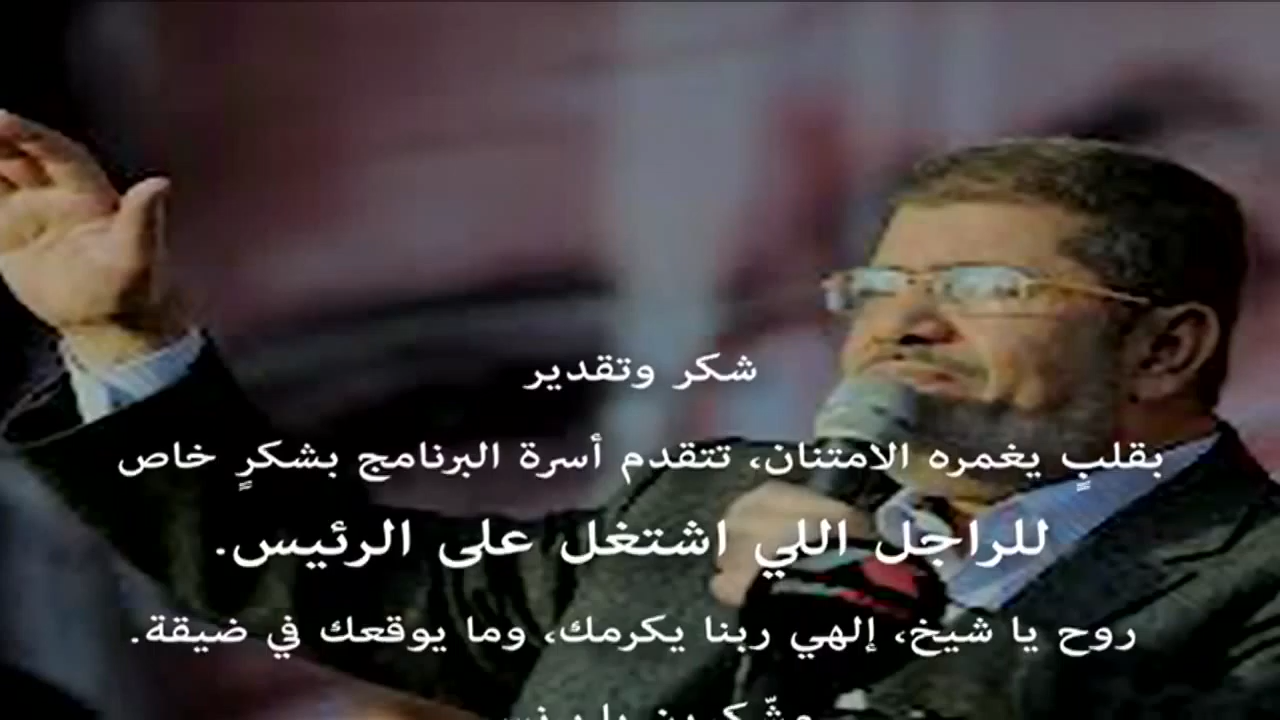 شكر وتقدير
بقلبٍ يغمره الامتنان، تتقدم أسرة البرنامج بشكرٍ خاص
للراجل اللي اشتغل على الرئيس.
روح يا شيخ، إلهي ربنا يكرمك، وما يوقعك في ضيقة.